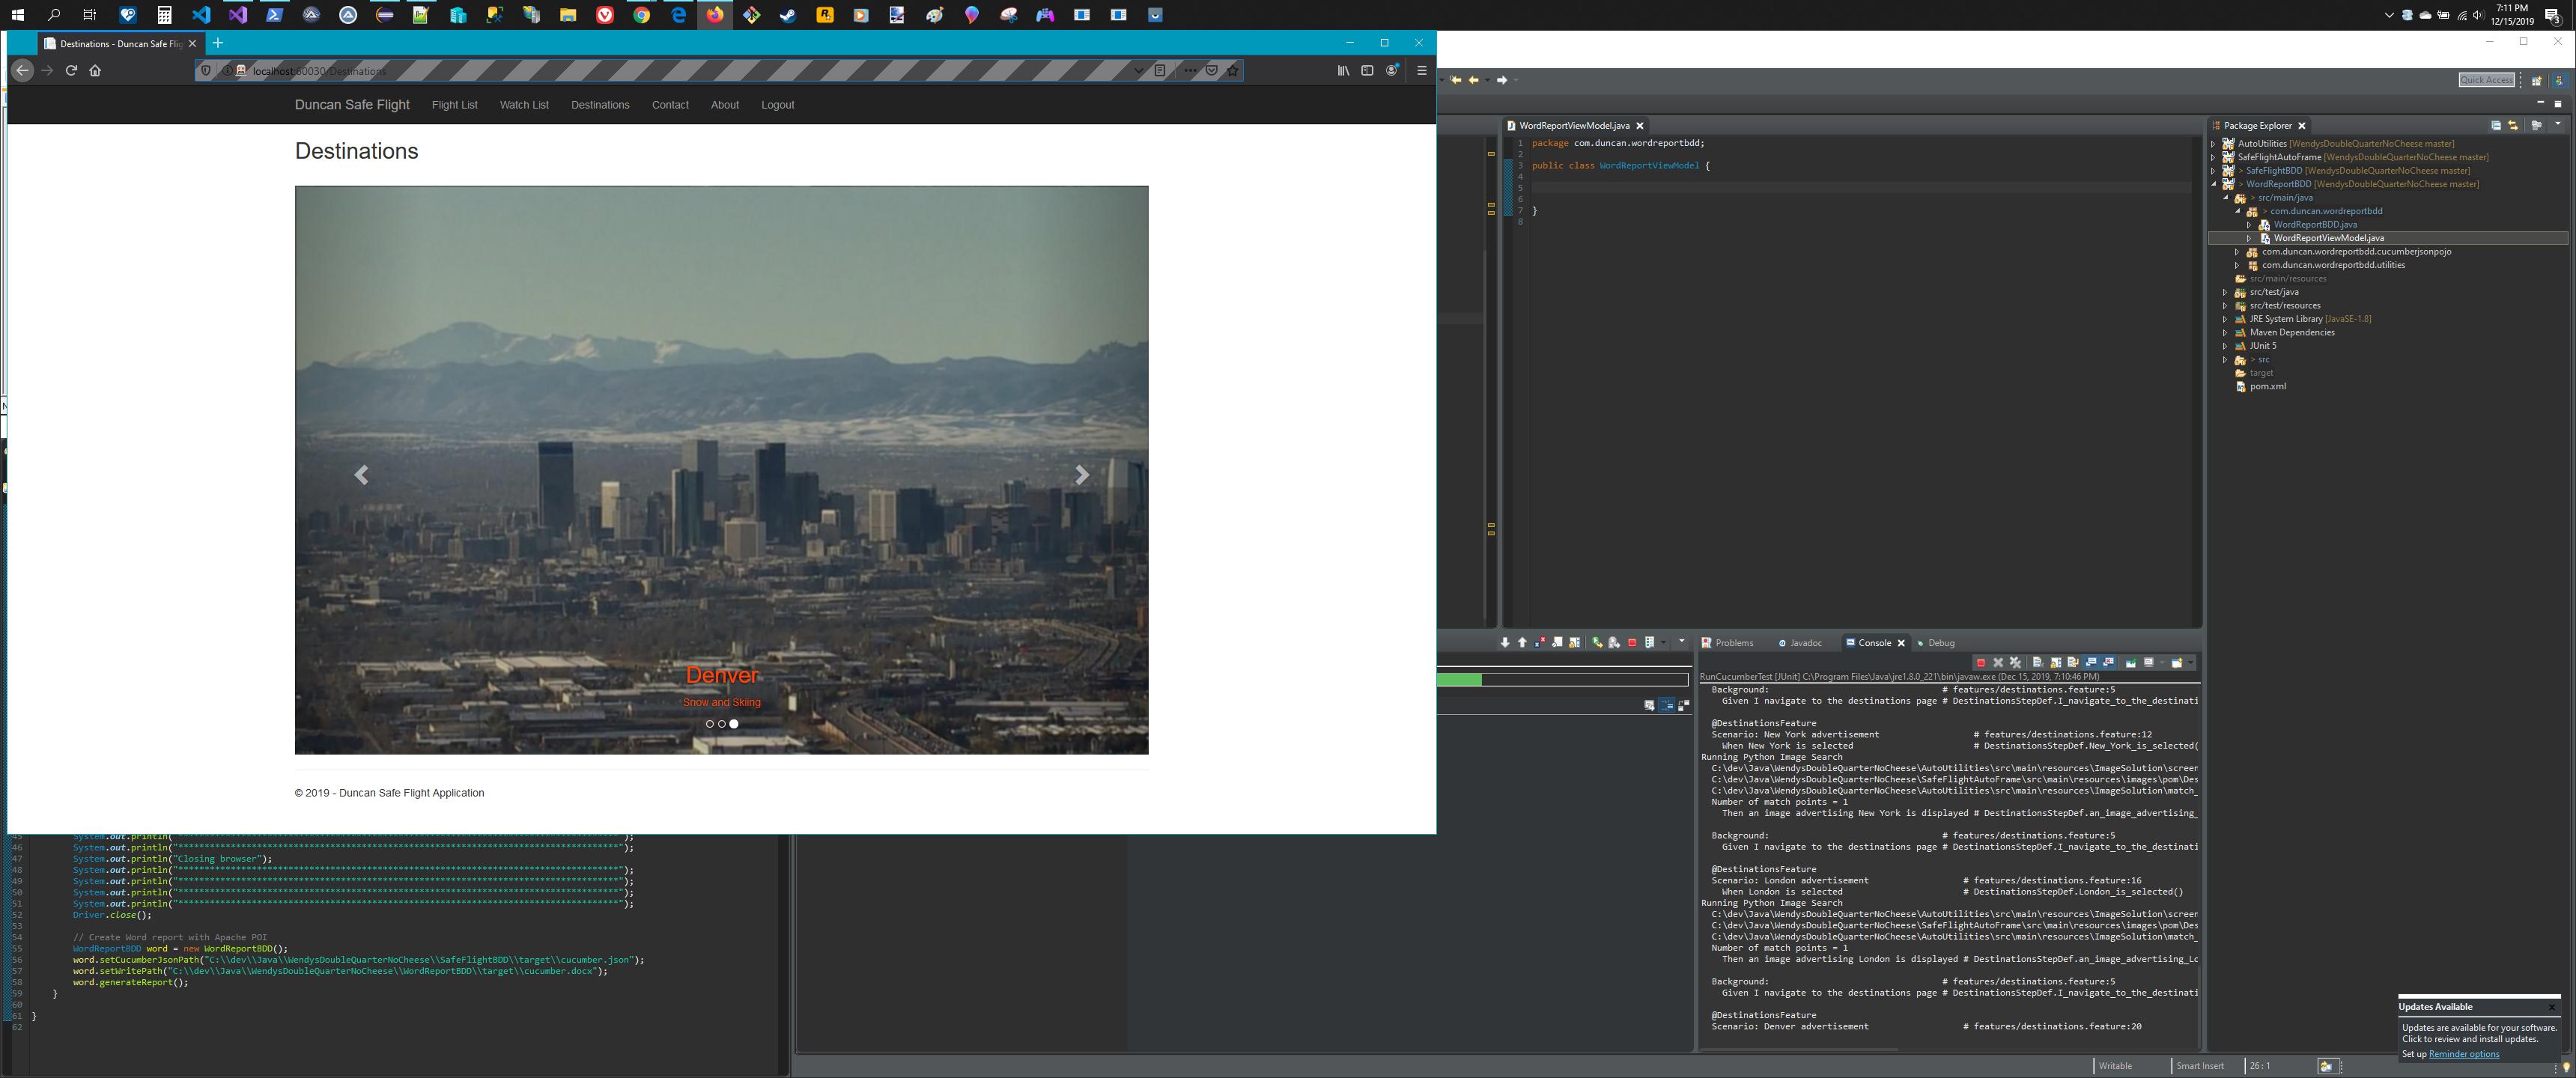 7:11 PM
12/15/2019
3
Destinations - Duncan Safe Flig
localhost:60030/Destinations
Duncan Safe Flight
Flight List
Watch List
Destinations
Contact
About
Logout
Destinations
Denver
Snow and Skiing
© 2019 - Duncan Safe Flight Application
Quick Access
WordReportViewModel.java
1 package com.duncan.wordreportbdd;
2
3 public class WordReportViewModel {
4
5
6
7 }
8
Package Explorer
AutoUtilities [WendysDoubleQuarterNoCheese master]
SafeFlightAutoFrame [WendysDoubleQuarterNoCheese master]
> SafeFlightBDD [WendysDoubleQuarterNoCheese master]
> WordReportBDD [WendysDoubleQuarterNoCheese master]
> src/main/java
> com.duncan.wordreportbdd
WordReportBDD.java
WordReportViewModel.java
com.duncan.wordreportbdd.cucumberjsonpojo
com.duncan.wordreportbdd.utilities
src/main/resources
src/test/java
src/test/resources
JRE System Library [JavaSE-1.8]
Maven Dependencies
JUnit 5
> src
target
pom.xml
45 System.out.println("************************************************************************************");
46 System.out.println("************************************************************************************");
47 System.out.println("Closing browser");
48 System.out.println("************************************************************************************");
49 System.out.println("************************************************************************************");
50 System.out.println("************************************************************************************");
51 System.out.println("************************************************************************************");
52 Driver.close();
53
54 // Create Word report with Apache POI
55 WordReportBDD word = new WordReportBDD();
56 word.setCucumberJsonPath("C:\\dev\\Java\\WendysDoubleQuarterNoCheese\\SafeFlightBDD\\target\\cucumber.json");
57 word.setWritePath("C:\\dev\\Java\\WendysDoubleQuarterNoCheese\\WordReportBDD\\target\\cucumber.docx");
58 word.generateReport();
59 }
60
61 }
62
Problems
Javadoc
Console
Debug
RunCucumberTest [JUnit] C:\Program Files\Java\jre1.8.0_221\bin\javaw.exe (Dec 15, 2019, 7:10:46 PM)
Background: # features/destinations.feature:5
Given I navigate to the destinations page # DestinationsStepDef.I_navigate_to_the_destinati
@DestinationsFeature
Scenario: New York advertisement # features/destinations.feature:12
When New York is selected # DestinationsStepDef.New_York_is_selected(
Running Python Image Search
C:\dev\Java\WendysDoubleQuarterNoCheese\AutoUtilities\src\main\resources\ImageSolution\screen
C:\dev\Java\WendysDoubleQuarterNoCheese\SafeFlightAutoFrame\src\main\resources\images\pom\Des
C:\dev\Java\WendysDoubleQuarterNoCheese\AutoUtilities\src\main\resources\ImageSolution\match_
Number of match points = 1
Then an image advertising New York is displayed # DestinationsStepDef.an_image_advertising_
Background: # features/destinations.feature:5
Given I navigate to the destinations page # DestinationsStepDef.I_navigate_to_the_destinati
@DestinationsFeature
Scenario: London advertisement # features/destinations.feature:16
When London is selected # DestinationsStepDef.London_is_selected()
Running Python Image Search
C:\dev\Java\WendysDoubleQuarterNoCheese\AutoUtilities\src\main\resources\ImageSolution\screen
C:\dev\Java\WendysDoubleQuarterNoCheese\SafeFlightAutoFrame\src\main\resources\images\pom\Des
C:\dev\Java\WendysDoubleQuarterNoCheese\AutoUtilities\src\main\resources\ImageSolution\match_
Number of match points = 1
Then an image advertising London is displayed # DestinationsStepDef.an_image_advertising_Lo
Background: # features/destinations.feature:5
Given I navigate to the destinations page # DestinationsStepDef.I_navigate_to_the_destinati
@DestinationsFeature
Scenario: Denver advertisement # features/destinations.feature:20
Updates Available
Updates are available for your software.
Click to review and install updates.
Set up Reminder options
Writable
Smart Insert
26 : 1